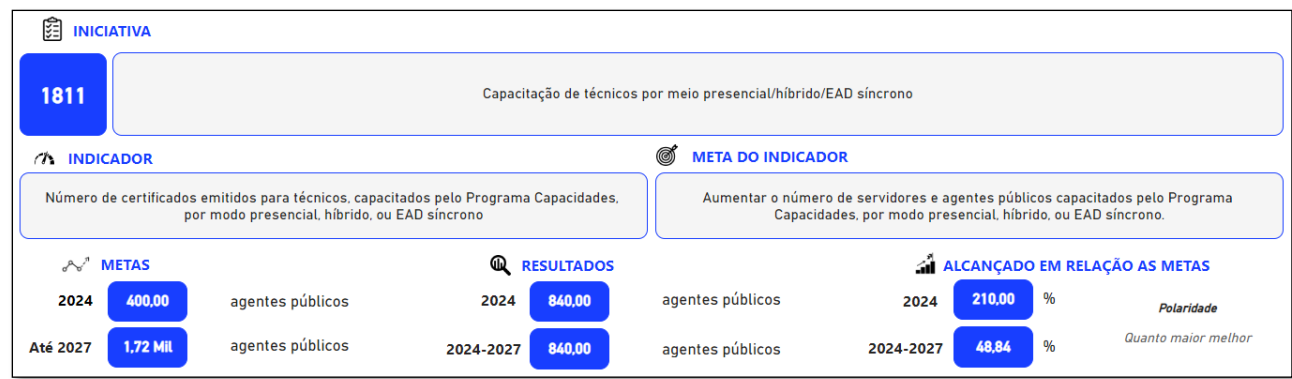 INICIATIVA
1811
Capacitação de técnicos por meio presencial/híbrido/EAD síncrono
INDICADOR
META DO INDICADOR
Número de certificados emitidos para técnicos, capacitados pelo Programa Capacidades,
por modo presencial, híbrido, ou EAD síncrono
Aumentar o número de servidores e agentes públicos capacitados pelo Programa
Capacidades, por modo presencial, híbrido, ou EAD síncrono.
METAS
RESULTADOS
ALCANÇADO EM RELAÇÃO AS METAS
2024 400,00 agentes públicos
2024 840,00 agentes públicos
2024 210,00 %
Polaridade
Até 2027 1,72 Mil agentes públicos
2024-2027 840,00 agentes públicos
2024-2027 48,84 %
Quanto maior melhor